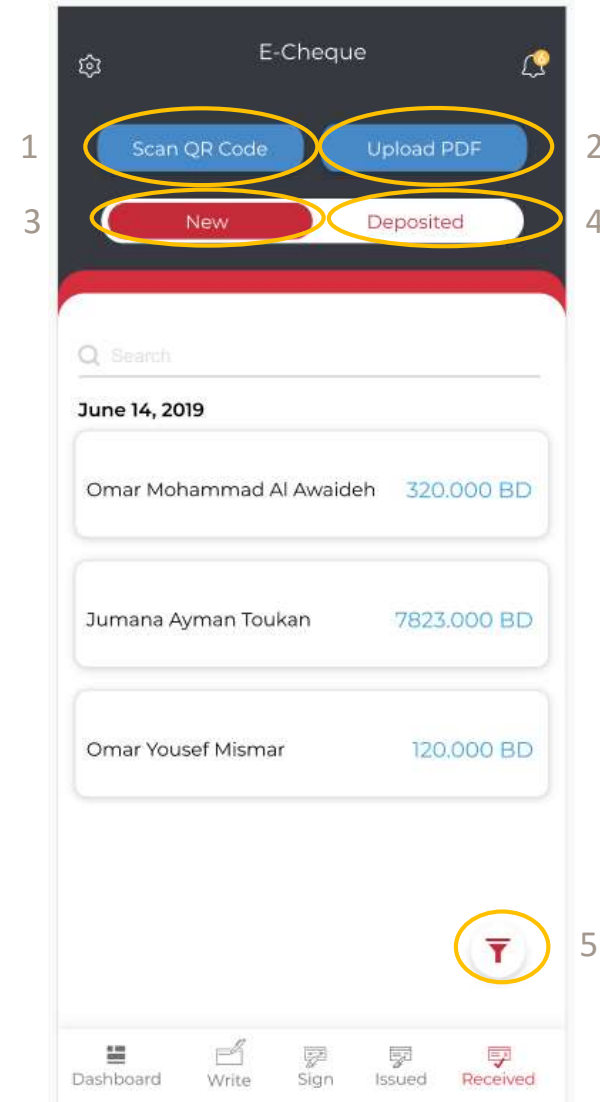 E-Cheque
6
1 Scan QR Code Upload PDF 2
3 New Deposited 4
Search
June 14, 2019
Omar Mohammad Al Awaideh 320.000 BD
Jumana Ayman Toukan 7823.000 BD
Omar Yousef Mismar 120.000 BD
5
Dashboard Write Sign Issued Received